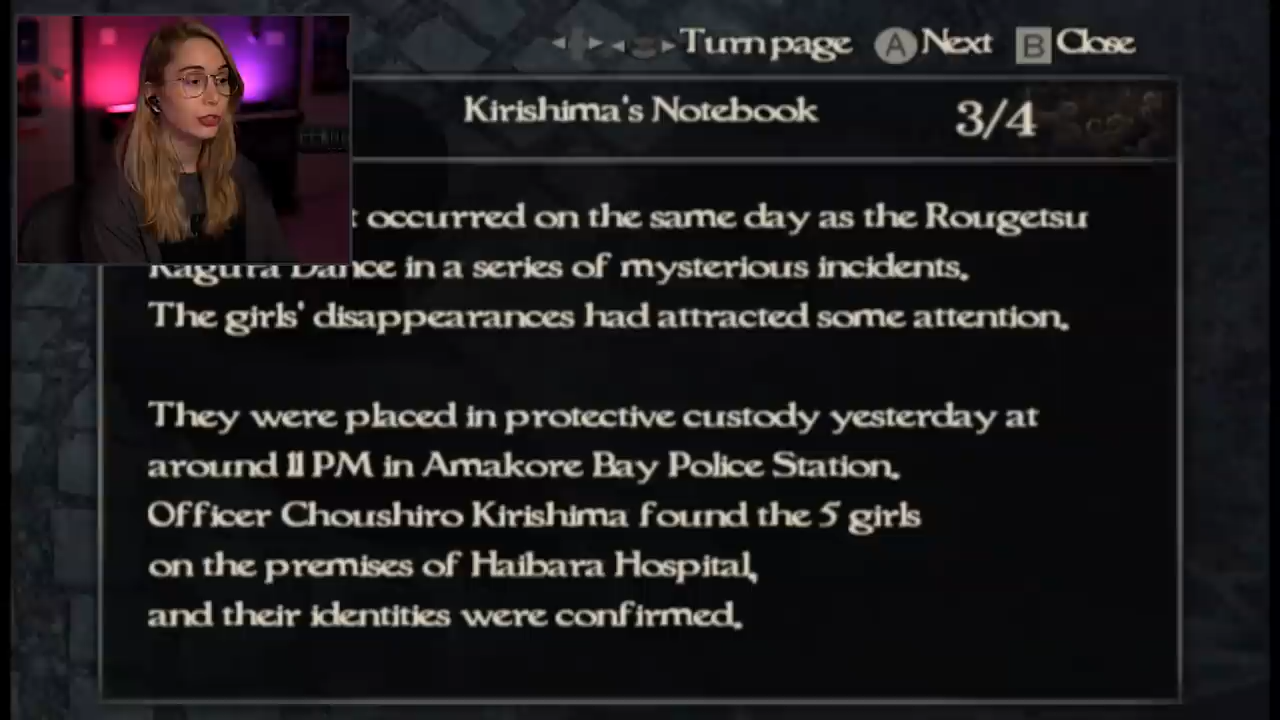 Turn page A Next B Close
Kirishima's Notebook 3/4
occurred on the same day as the Rougetsu
Kagura Dance in a series of mysterious incidents.
The girls' disappearances had attracted some attention.
They were placed in protective custody yesterday at
around 11 PM in Amakore Bay Police Station.
Officer Choushiro Kirishima found the 5 girls
on the premises of Haibara Hospital,
and their identities were confirmed.